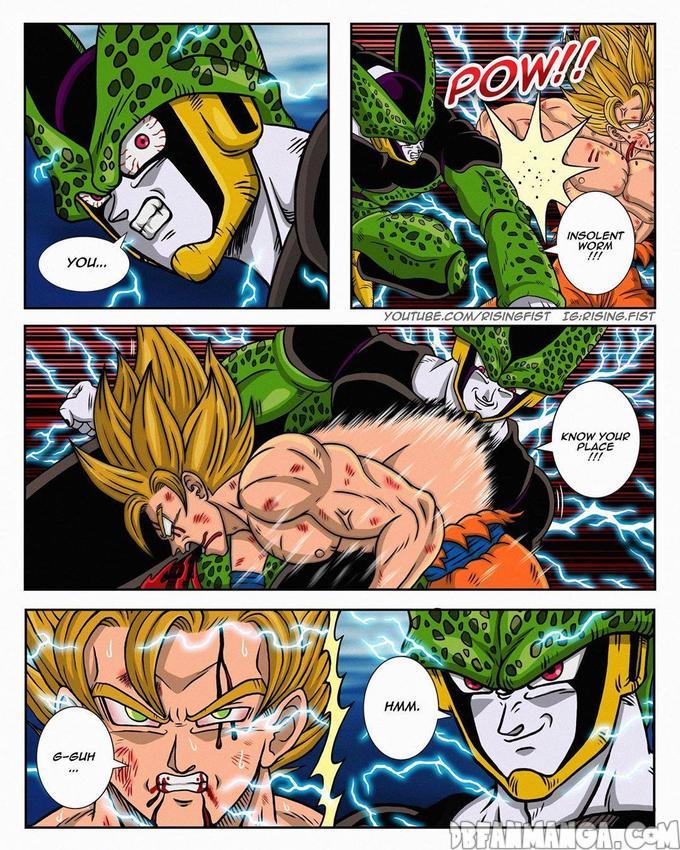 YOU...
POW!!
INSOLENT
WORM
!!!
YOUTUBE.COM/RISINGFIST IG:RISING.FIST
KNOW YOUR
PLACE
!!!
G-GUH
...
HMM.
DBFANMANGA.COM